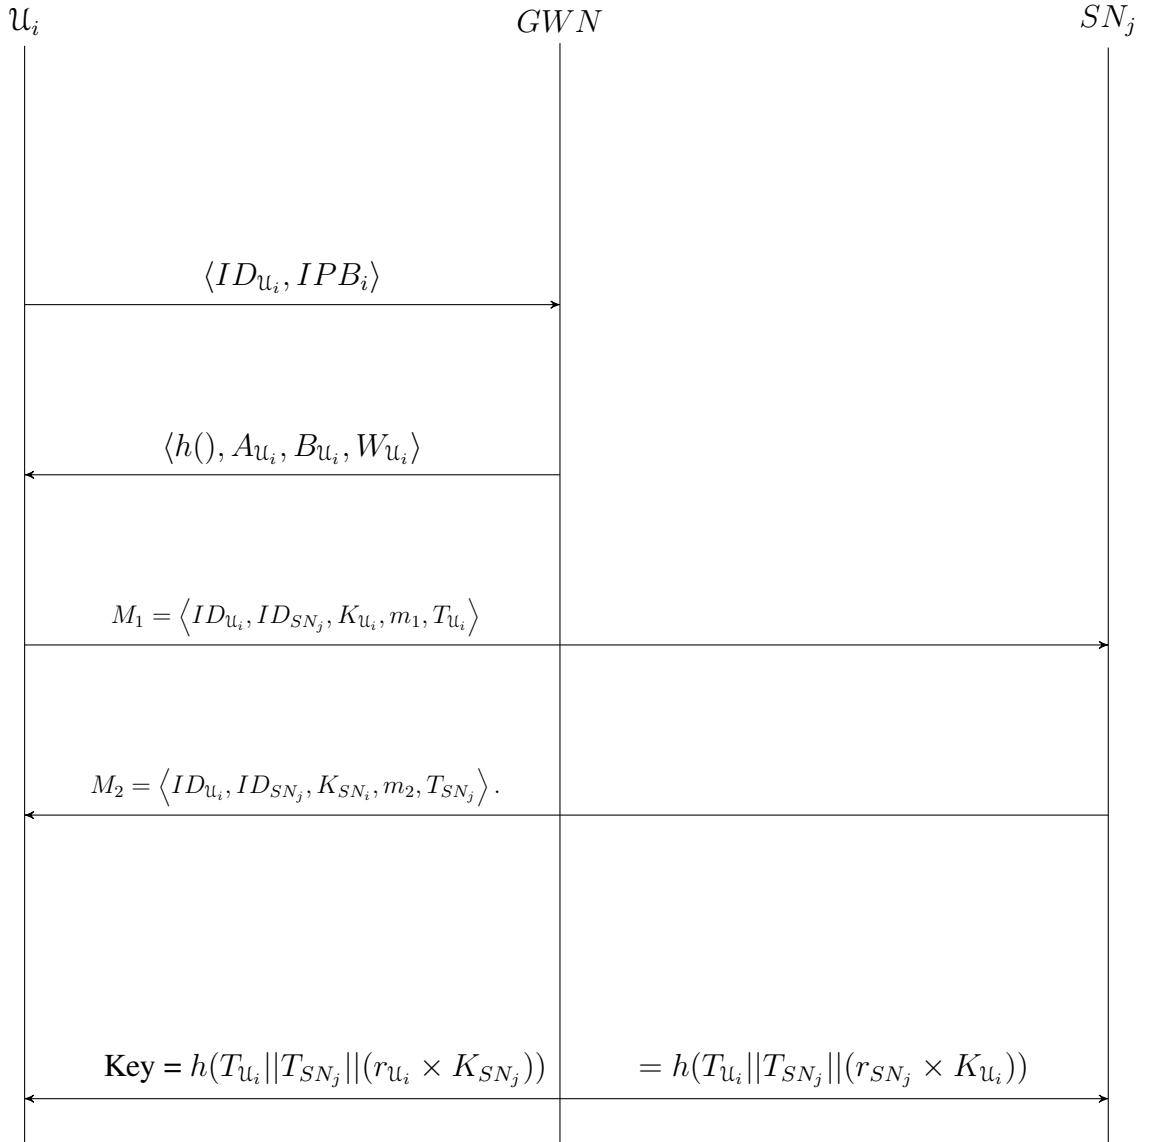 𝔘_i GWN SN_j
⟨ID_{𝔘_i}, IPB_i⟩
⟨h(), A_{𝔘_i}, B_{𝔘_i}, W_{𝔘_i}⟩
M_1 = ⟨ID_{𝔘_i}, ID_{SN_j}, K_{𝔘_i}, m_1, T_{𝔘_i}⟩
M_2 = ⟨ID_{𝔘_i}, ID_{SN_j}, K_{SN_i}, m_2, T_{SN_j}⟩.
Key = h(T_{𝔘_i}||T_{SN_j}||(r_{𝔘_i} × K_{SN_j})) = h(T_{𝔘_i}||T_{SN_j}||(r_{SN_j} × K_{𝔘_i}))